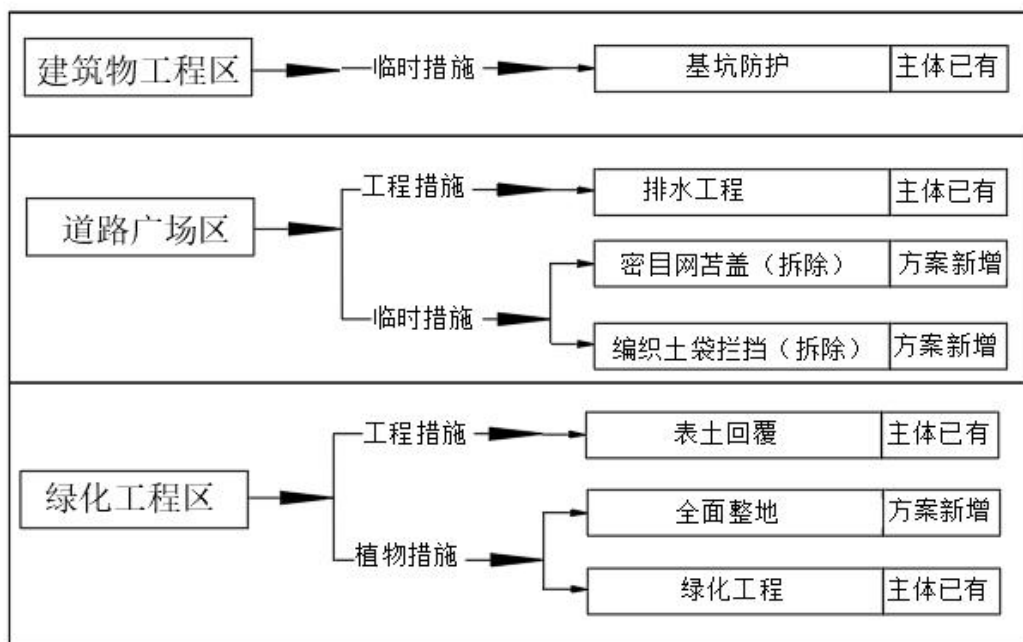 建筑物工程区 临时措施 基坑防护 主体已有
工程措施 排水工程 主体已有
道路广场区
密目网苫盖（拆除） 方案新增
临时措施
编织土袋拦挡（拆除） 方案新增
工程措施 表土回覆 主体已有
绿化工程区
全面整地 方案新增
植物措施
绿化工程 主体已有